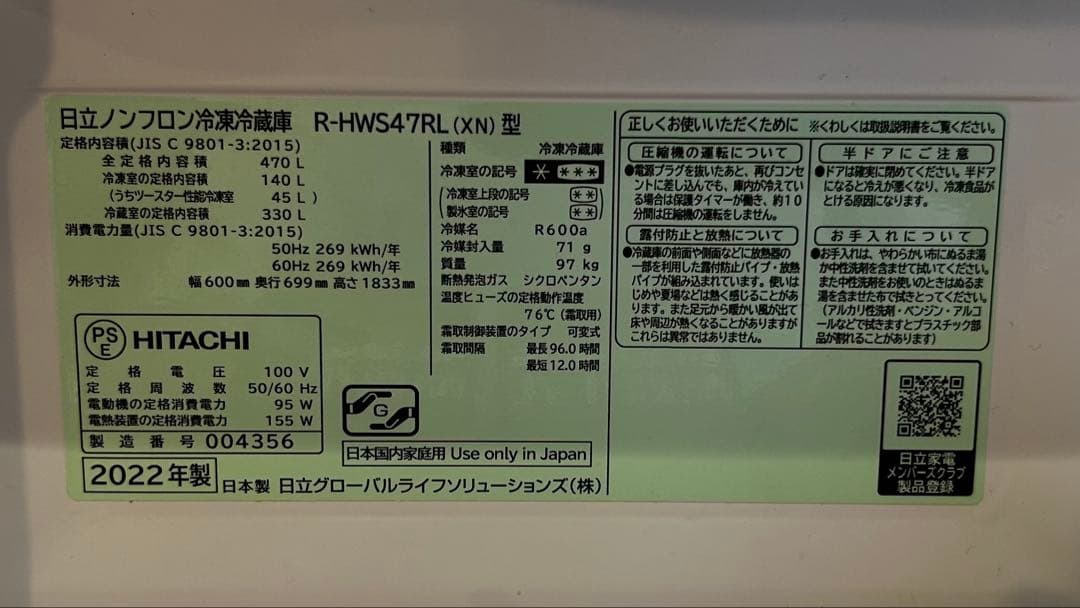 日立ノンフロン冷凍冷蔵庫 R-HWS47RL(XN)型
定格内容積(JIS C 9801-3:2015)
全定格内容積 470 L
冷凍室の定格内容積 140 L
(うちツースター性能冷凍室 45 L )
冷蔵室の定格内容積 330 L
消費電力量(JIS C 9801-3:2015)
50Hz 269 kWh/年
60Hz 269 kWh/年
外形寸法 幅600mm 奥行699mm 高さ1833mm
PS
E
HITACHI
定格電圧 100 V
定格周波数 50/60 Hz
電動機の定格消費電力 95 W
電熱装置の定格消費電力 155 W
製造番号 004356
2022年製
日本製 日立グローバルライフソリューションズ(株)
G
日本国内家庭用 Use only in Japan
種類 冷凍冷蔵庫
冷凍室の記号 * ***
(冷凍室上段の記号 **)
(製氷室の記号 **)
冷媒名 R600a
冷媒封入量 71 g
質量 97 kg
断熱発泡ガス シクロペンタン
温度ヒューズの定格動作温度
76℃(霜取用)
霜取制御装置のタイプ 可変式
霜取間隔 最長96.0時間
最短12.0時間
正しくお使いいただくために ※くわしくは取扱説明書をご覧ください。
圧縮機の運転について
●電源プラグを抜いたあと、再びコンセ
ントに差し込んでも、庫内が冷えてい
る場合は保護タイマーが働き、約10
分間は圧縮機の運転をしません。
露付防止と放熱について
●冷蔵庫の前面や側面などに放熱器の
一部を利用した露付防止パイプ・放熱
パイプが組み込まれています。使いは
じめや夏場などは熱く感じることがあ
ります。また足元から暖かい風が出て
床や周辺が熱くなることがありますが
これらは異常ではありません。
半ドアにご注意
●ドアは確実に閉めてください。半ドア
になると冷えが悪くなり、冷凍食品が
とける原因になります。
お手入れについて
●お手入れは、やわらかい布にぬるま湯
か中性洗剤を含ませて拭いてください。
また中性洗剤をお使いのときはぬるま
湯を含ませた布で拭きとってください。
(アルカリ性洗剤・ベンジン・アルコ
ールなどで拭きますとプラスチック部
品が割れることがあります)
日立家電
メンバーズクラブ
製品登録